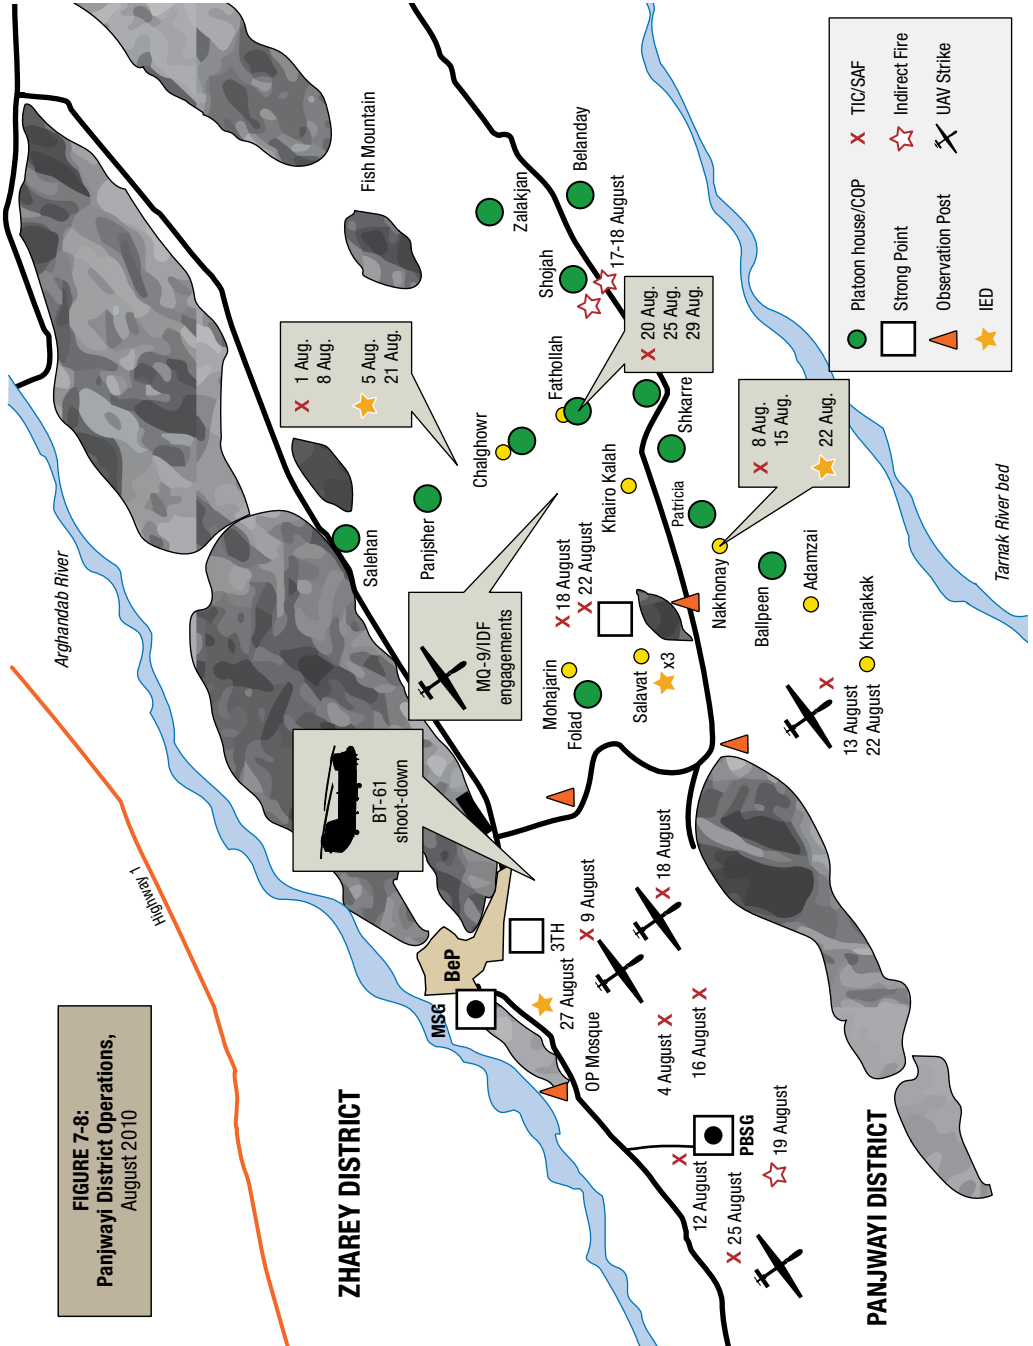 FIGURE 7-8:
Panjwayi District Operations,
August 2010
Highway 1
Arghandab River
ZHAREY DISTRICT
PANJWAYI DISTRICT
Tarnak River bed
Fish Mountain
MSG
BeP
3TH
27 August
OP Mosque
9 August
18 August
4 August
16 August
PBSG
12 August
19 August
25 August
BT-61
shoot-down
MQ-9/IDF
engagements
1 Aug.
8 Aug.
5 Aug.
21 Aug.
Salehan
Panjsher
Chalghowr
Fathollah
Shojah
Zalakjan
Belanday
17-18 August
20 Aug.
25 Aug.
29 Aug.
Khairo Kalah
Shkarre
Patricia
18 August
22 August
Mohajarin
Folad
Salavat
x3
Nakhonay
8 Aug.
15 Aug.
22 Aug.
Ballpeen
Adamzai
Khenjakak
13 August
22 August
Platoon house/COP
Strong Point
Observation Post
IED
TIC/SAF
Indirect Fire
UAV Strike